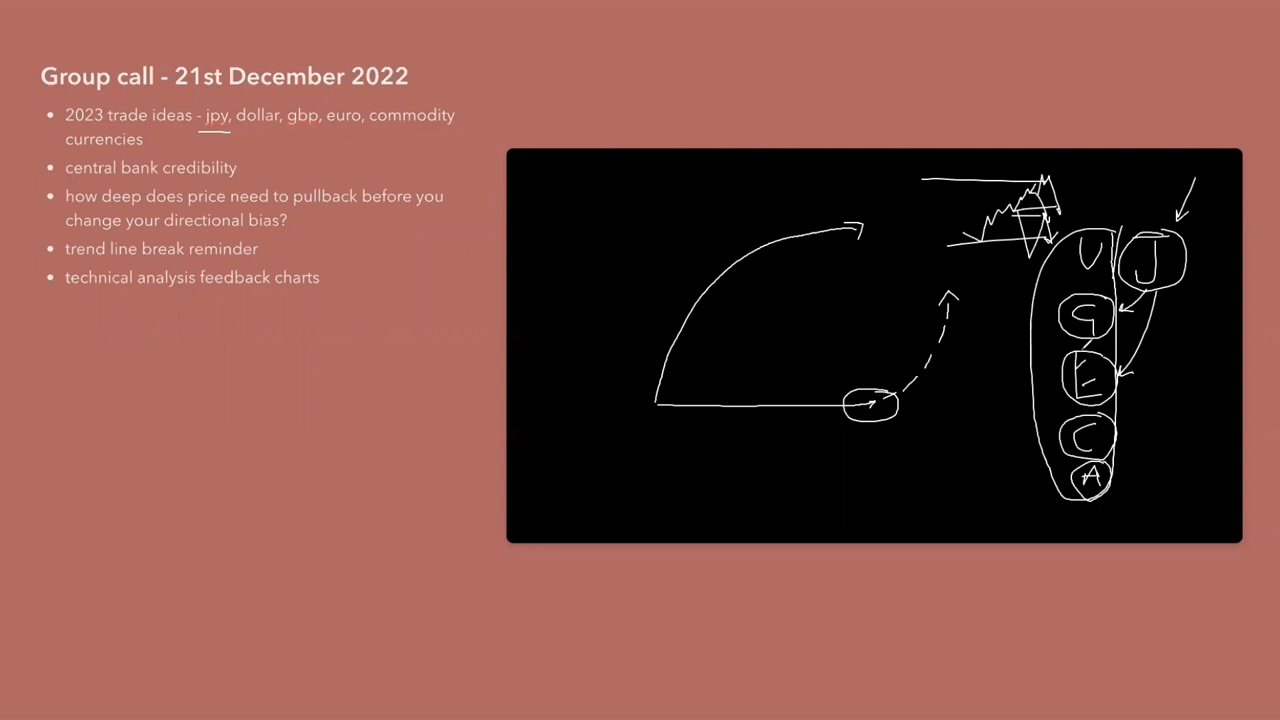 Group call - 21st December 2022
• 2023 trade ideas - jpy, dollar, gbp, euro, commodity
currencies
• central bank credibility
• how deep does price need to pullback before you
change your directional bias?
• trend line break reminder
• technical analysis feedback charts
U J
G
E
C
A